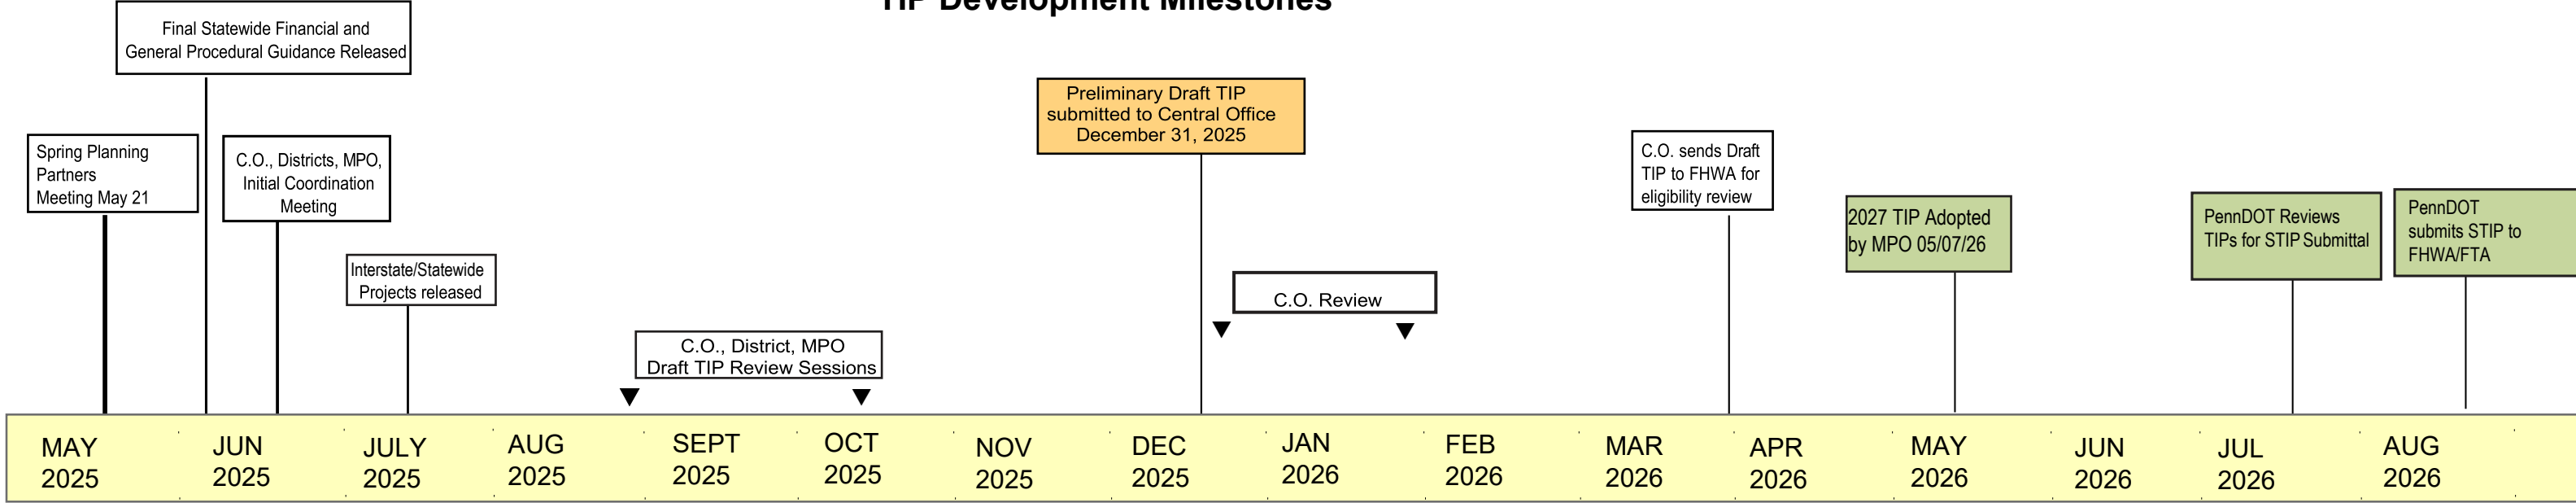 TIP Development Milestones
Final Statewide Financial and
General Procedural Guidance Released
Spring Planning
Partners
Meeting May 21
C.O., Districts, MPO,
Initial Coordination
Meeting
Interstate/Statewide
Projects released
C.O., District, MPO
Draft TIP Review Sessions
Preliminary Draft TIP
submitted to Central Office
December 31, 2025
C.O. Review
C.O. sends Draft
TIP to FHWA for
eligibility review
2027 TIP Adopted
by MPO 05/07/26
PennDOT Reviews
TIPs for STIP Submittal
PennDOT
submits STIP to
FHWA/FTA
MAY
2025
JUN
2025
JULY
2025
AUG
2025
SEPT
2025
OCT
2025
NOV
2025
DEC
2025
JAN
2026
FEB
2026
MAR
2026
APR
2026
MAY
2026
JUN
2026
JUL
2026
AUG
2026